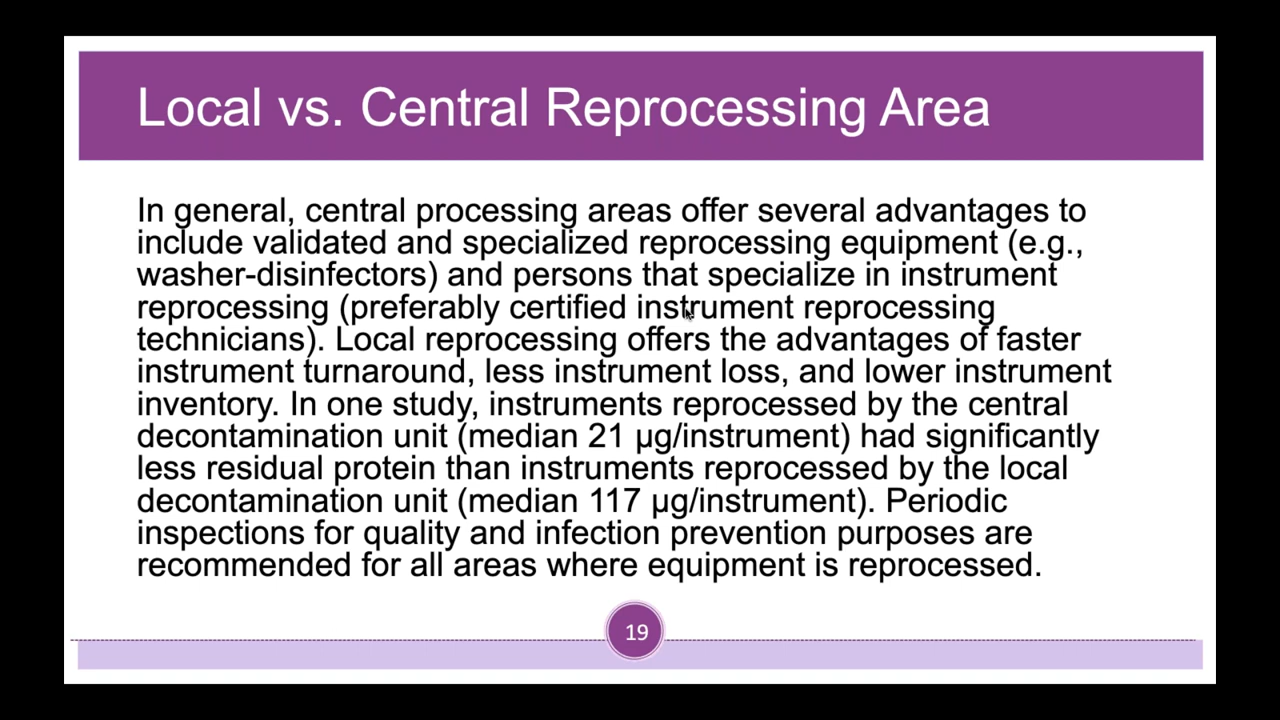 Local vs. Central Reprocessing Area
In general, central processing areas offer several advantages to
include validated and specialized reprocessing equipment (e.g.,
washer-disinfectors) and persons that specialize in instrument
reprocessing (preferably certified instrument reprocessing
technicians). Local reprocessing offers the advantages of faster
instrument turnaround, less instrument loss, and lower instrument
inventory. In one study, instruments reprocessed by the central
decontamination unit (median 21 µg/instrument) had significantly
less residual protein than instruments reprocessed by the local
decontamination unit (median 117 µg/instrument). Periodic
inspections for quality and infection prevention purposes are
recommended for all areas where equipment is reprocessed.
19